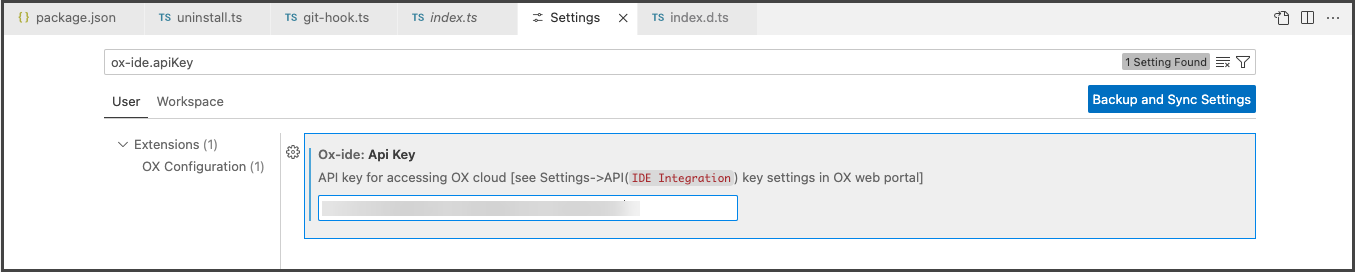 { } package.json TS uninstall.ts TS git-hook.ts TS index.ts Settings TS index.d.ts
ox-ide.apiKey 1 Setting Found
User Workspace Backup and Sync Settings
Extensions (1)
OX Configuration (1)
Ox-ide: Api Key
API key for accessing OX cloud [see Settings->API(IDE Integration) key settings in OX web portal]